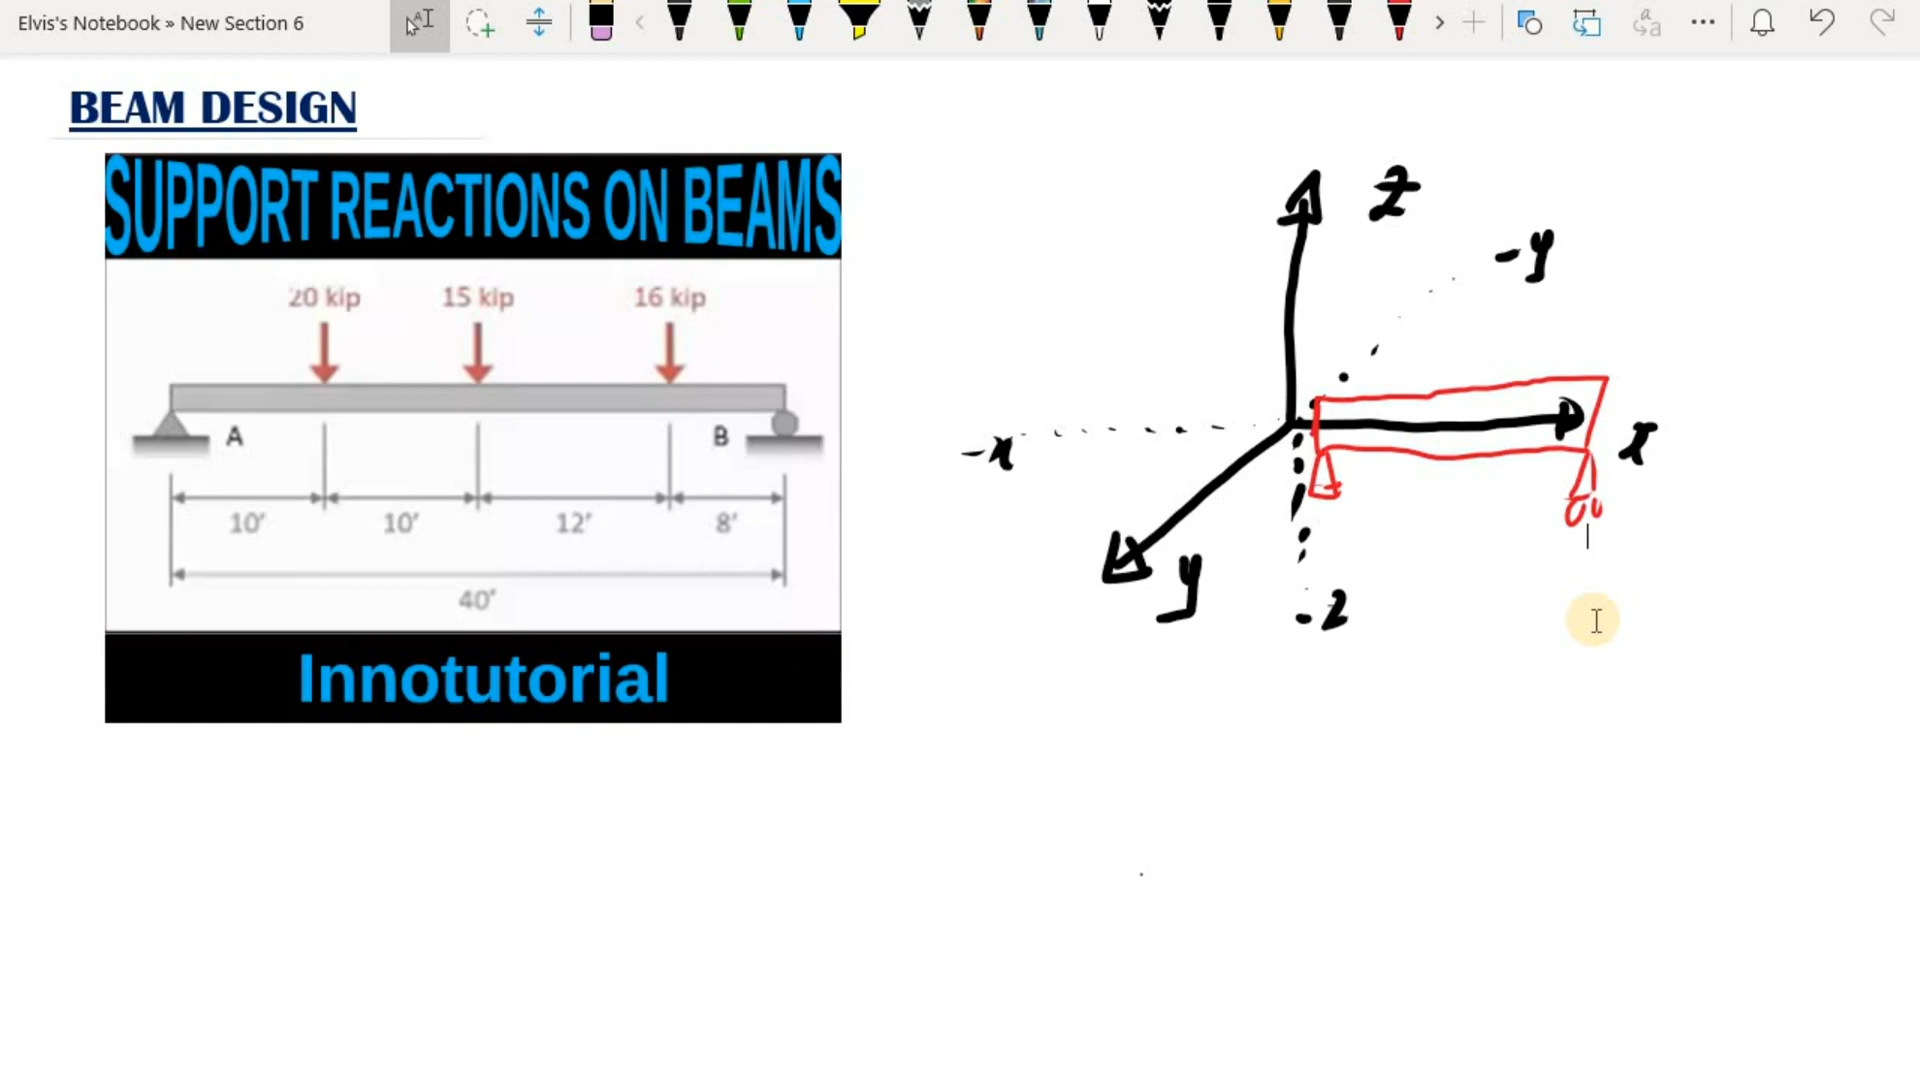 Elvis's Notebook » New Section 6
BEAM DESIGN
SUPPORT REACTIONS ON BEAMS
20 kip 15 kip 16 kip
A B
10' 10' 12' 8'
40'
Innotutorial
Z
-y
-x
x
y
-z